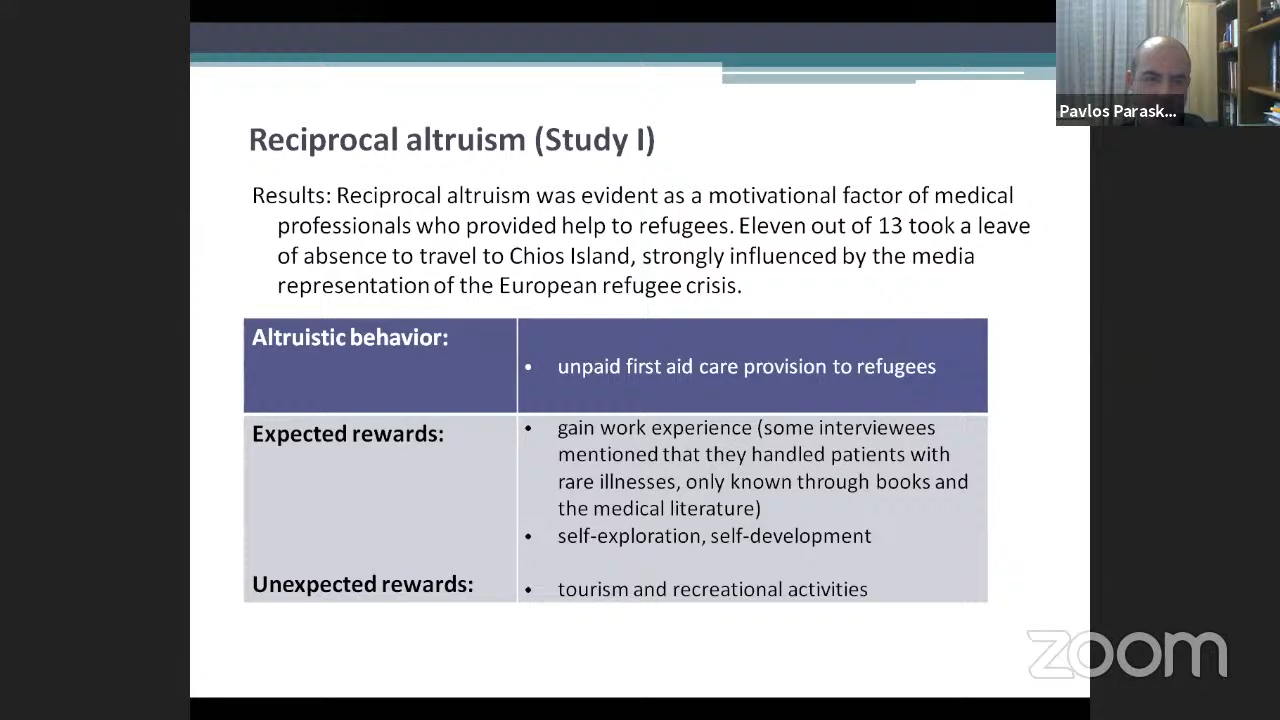 Pavlos Parask...
Reciprocal altruism (Study I)
Results: Reciprocal altruism was evident as a motivational factor of medical
professionals who provided help to refugees. Eleven out of 13 took a leave
of absence to travel to Chios Island, strongly influenced by the media
representation of the European refugee crisis.
Altruistic behavior:
• unpaid first aid care provision to refugees
Expected rewards:
• gain work experience (some interviewees
mentioned that they handled patients with
rare illnesses, only known through books and
the medical literature)
• self-exploration, self-development
Unexpected rewards:
• tourism and recreational activities
zoom